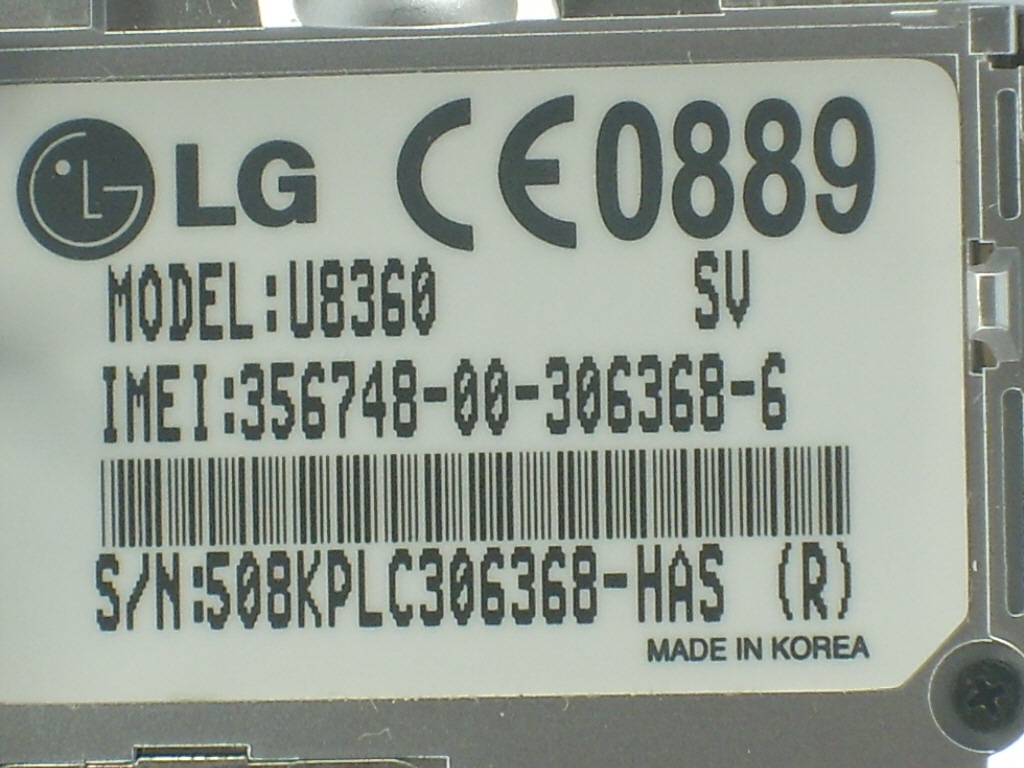 LG CE0889
MODEL:U8360 SV
IMEI:356748-00-306368-6
S/N:508KPLC306368-HAS (R)
MADE IN KOREA